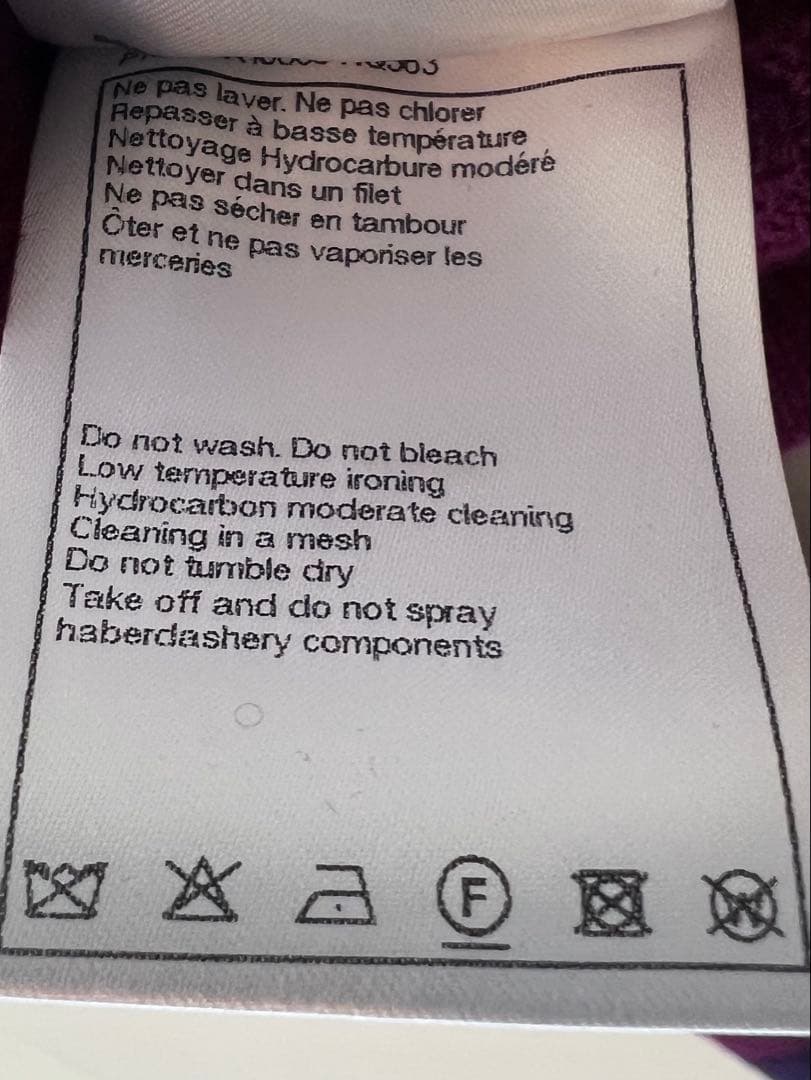 Ne pas laver. Ne pas chlorer
Repasser à basse température
Nettoyage Hydrocarbure modéré
Nettoyer dans un filet
Ne pas sécher en tambour
Ôter et ne pas vaporiser les
merceries
Do not wash. Do not bleach
Low temperature ironing
Hydrocarbon moderate cleaning
Cleaning in a mesh
Do not tumble dry
Take off and do not spray
haberdashery components
F W